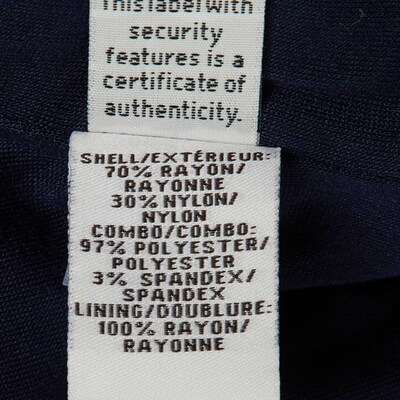 This label with
security
features is a
certificate of
authenticity.
SHELL/EXTÉRIEUR:
70% RAYON/
RAYONNE
30% NYLON/
NYLON
COMBO/COMBO:
97% POLYESTER/
POLYESTER
3% SPANDEX/
SPANDEX
LINING/DOUBLURE:
100% RAYON/
RAYONNE